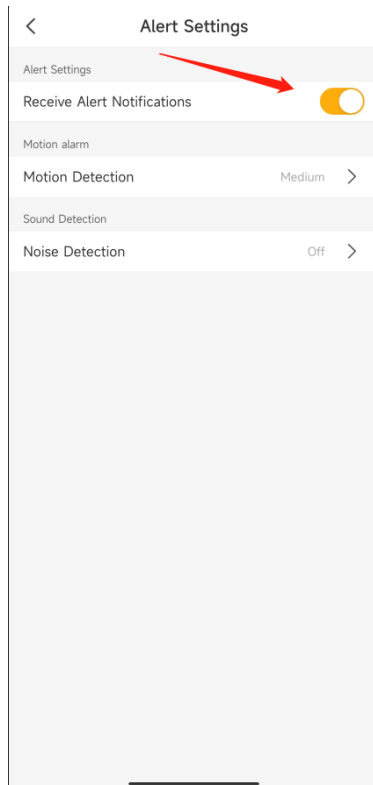 Alert Settings
Alert Settings
Receive Alert Notifications
Motion alarm
Motion Detection Medium
Sound Detection
Noise Detection Off